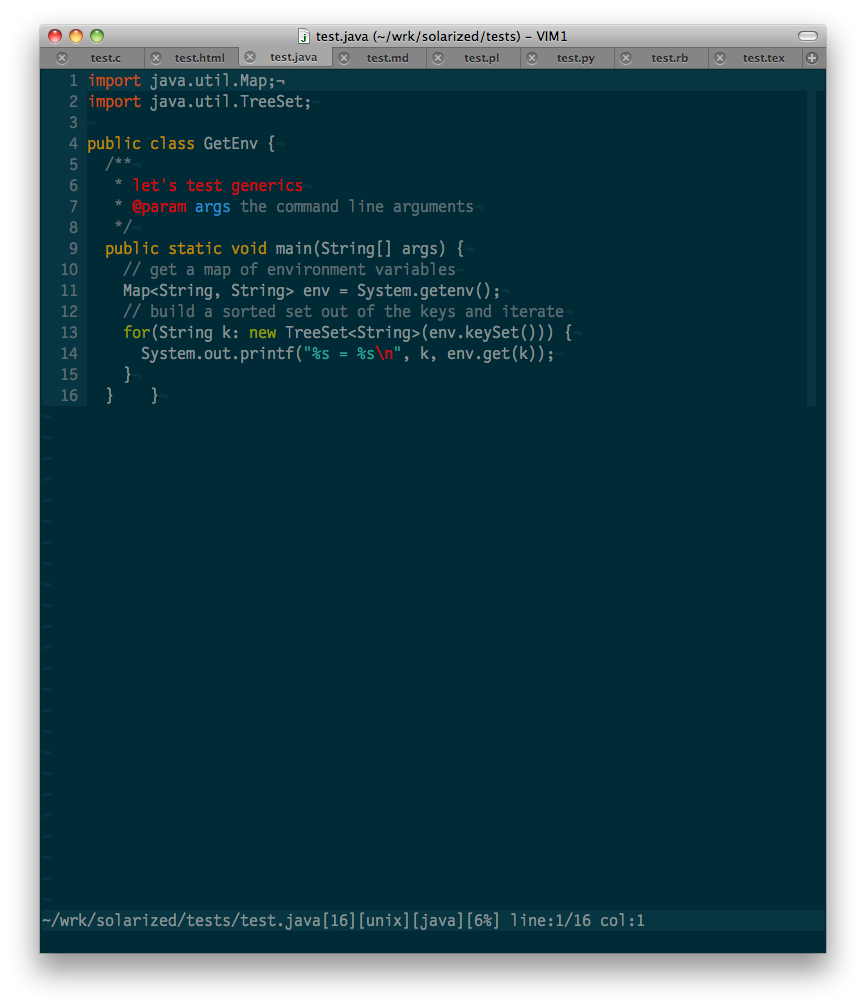 test.java (~/wrk/solarized/tests) – VIM1
test.c test.html test.java test.md test.pl test.py test.rb test.tex
1 import java.util.Map;¬
2 import java.util.TreeSet;¬
3 ¬
4 public class GetEnv {¬
5   /**¬
6    * let's test generics¬
7    * @param args the command line arguments¬
8    */¬
9   public static void main(String[] args) {¬
10     // get a map of environment variables¬
11     Map<String, String> env = System.getenv();¬
12     // build a sorted set out of the keys and iterate¬
13     for(String k: new TreeSet<String>(env.keySet())) {¬
14       System.out.printf("%s = %s\n", k, env.get(k));¬
15     }¬
16   }    }¬
~/wrk/solarized/tests/test.java[16][unix][java][6%] line:1/16 col:1